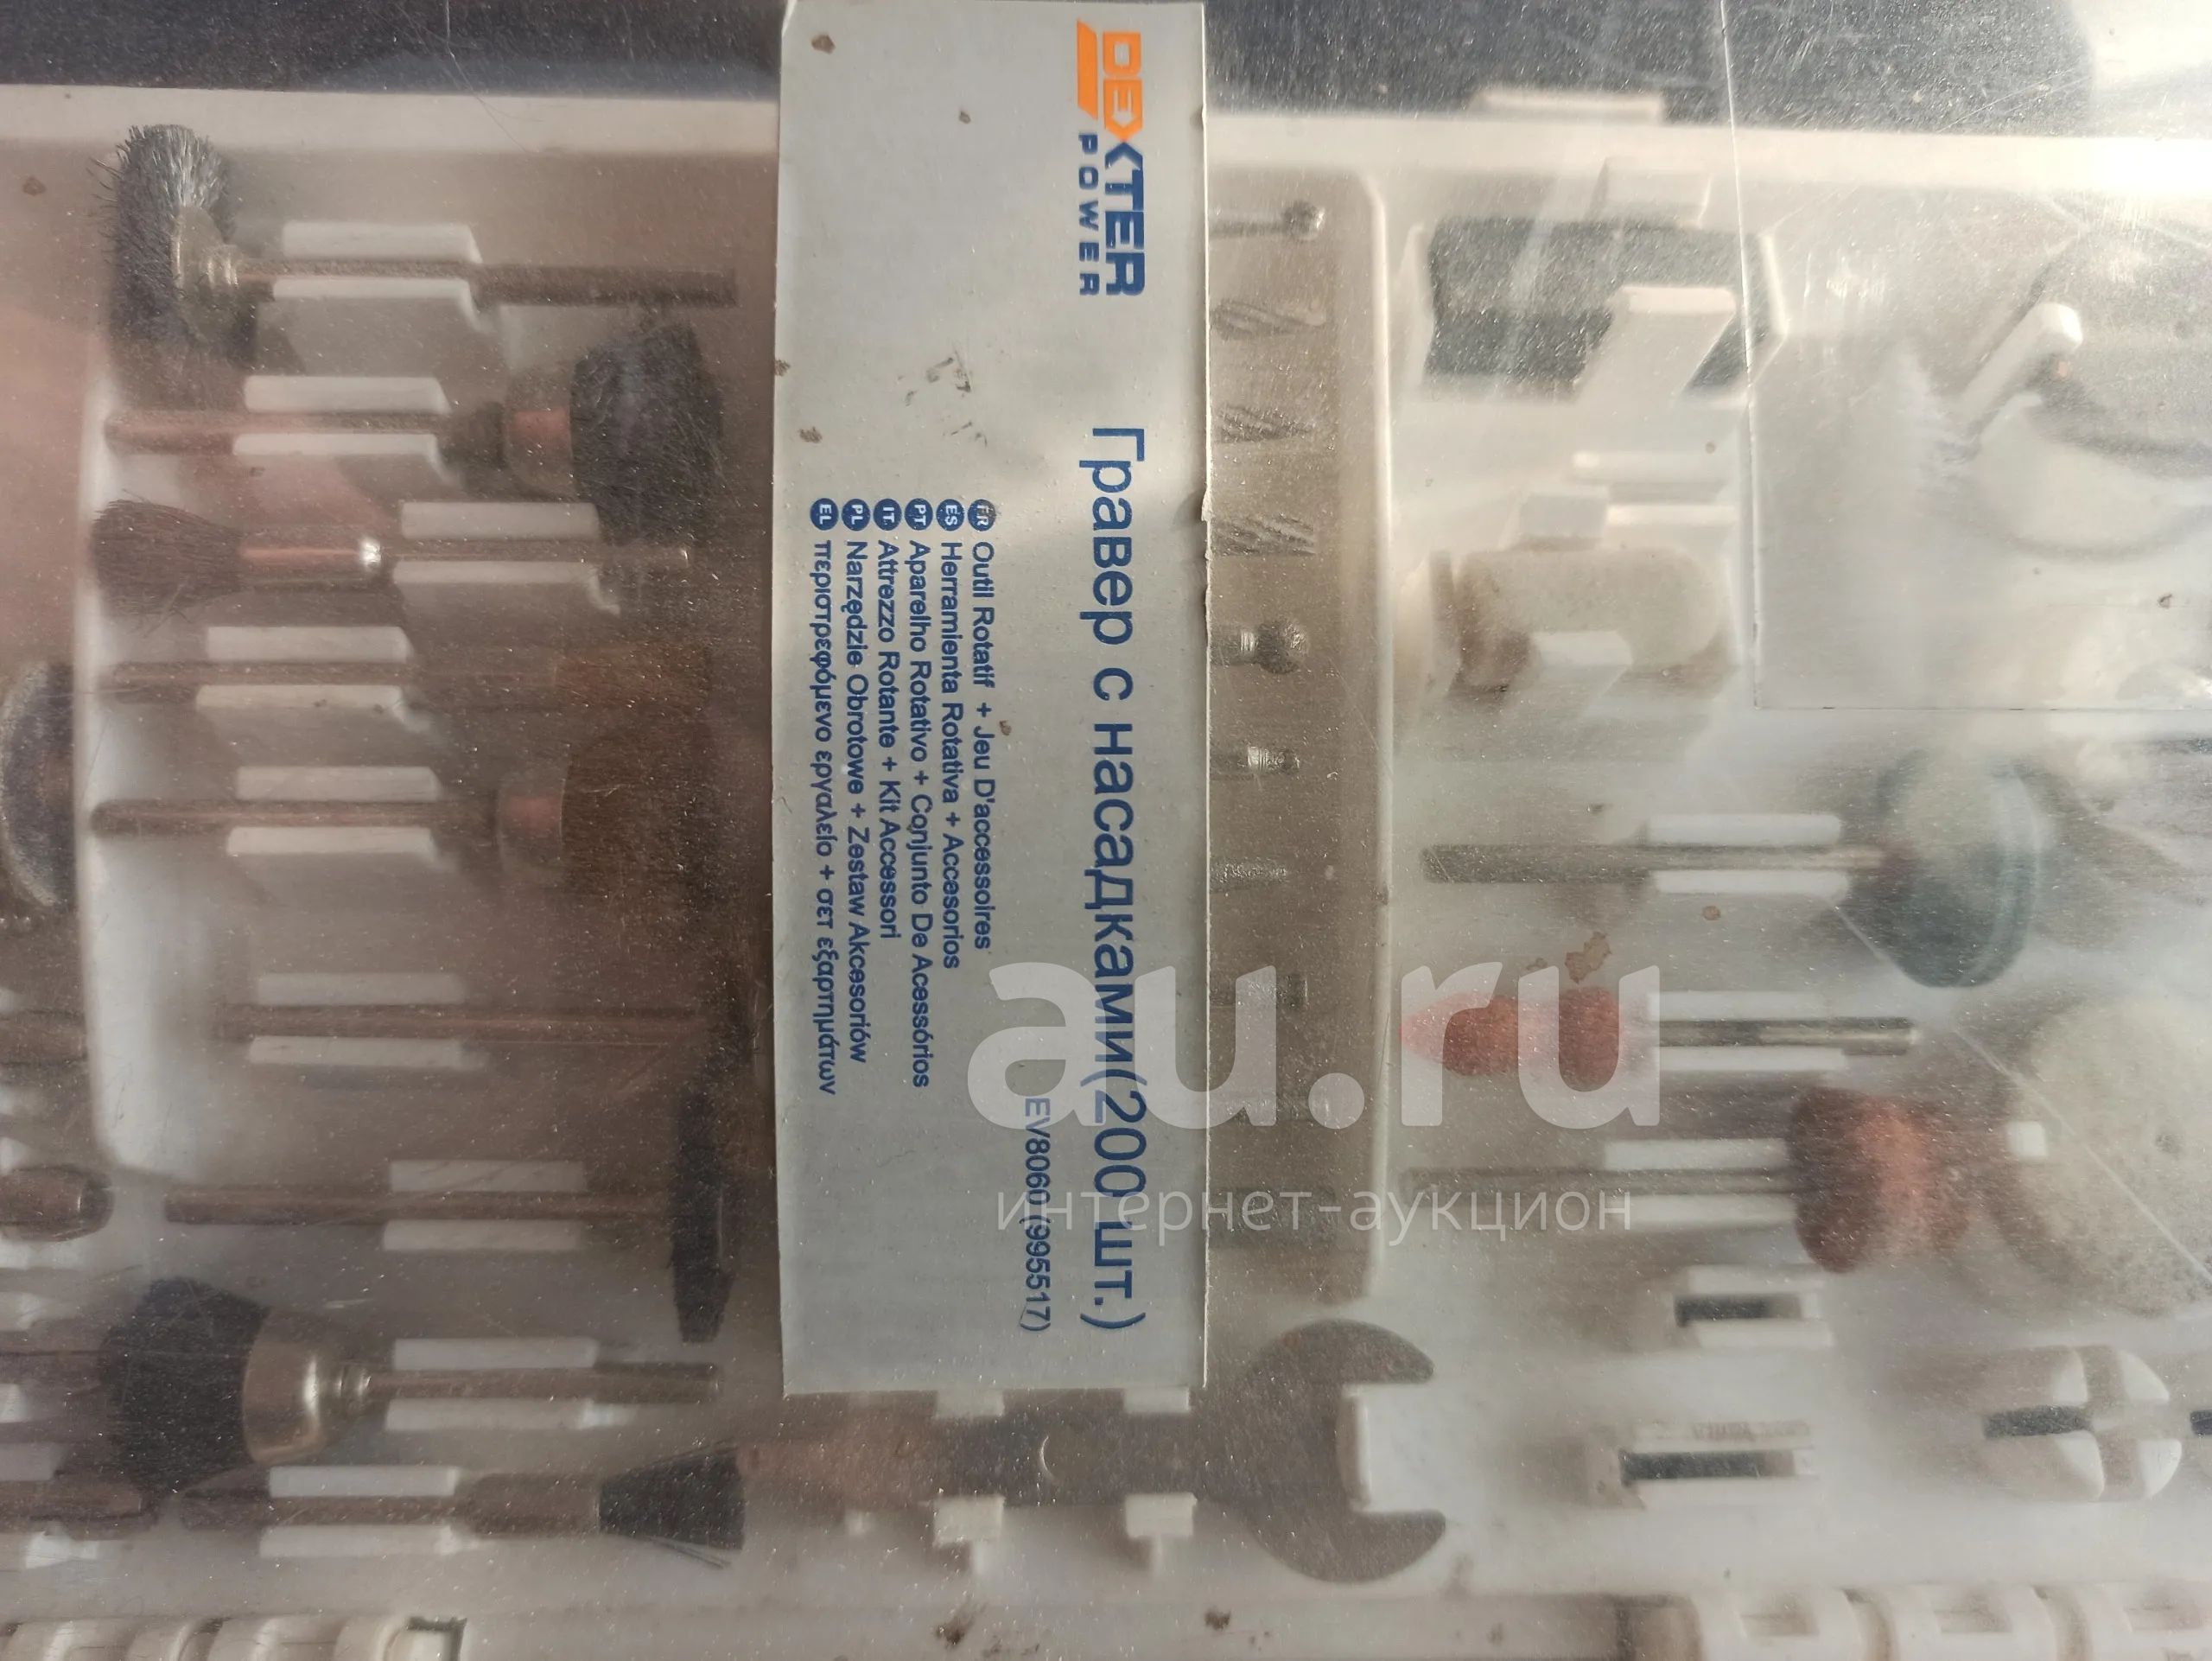 DEXTER
POWER
Гравер с насадками(200 шт.)
EV8060 (995517)
FR Outil Rotatif + Jeu D'accessoires
ES Herramienta Rotativa + Accesorios
PT Aparelho Rotativo + Conjunto De Acessórios
IT Attrezzo Rotante + Kit Accessori
PL Narzędzie Obrotowe + Zestaw Akcesoriów
EL περιστρεφόμενο εργαλείο + σετ εξαρτημάτων
au.ru
интернет-аукцион